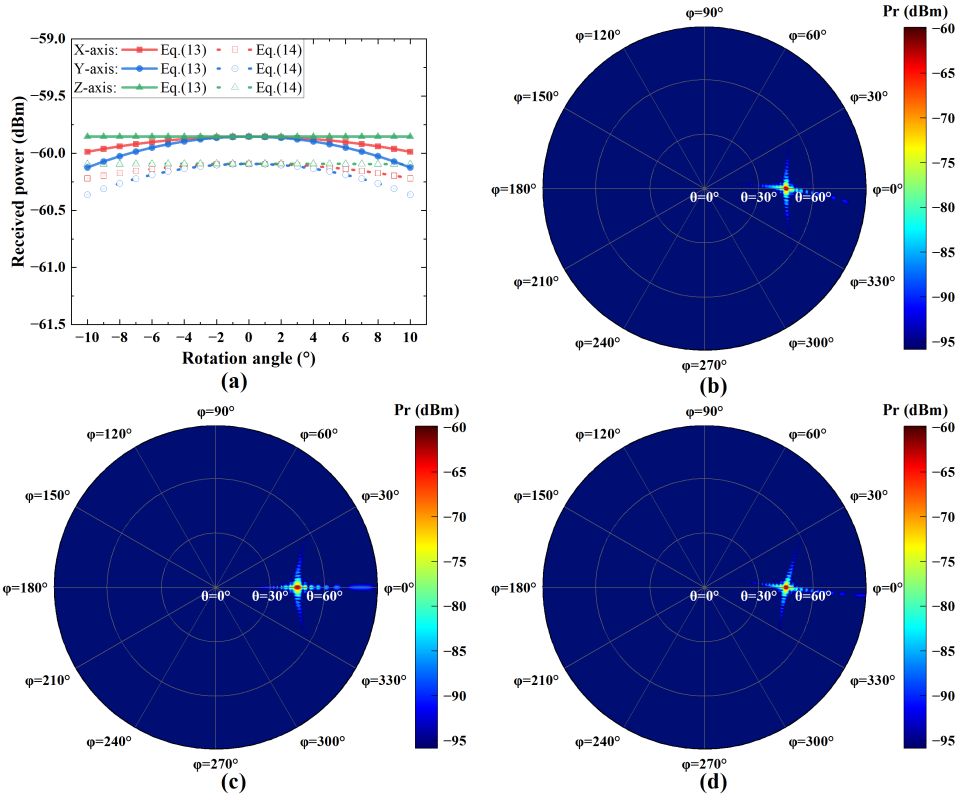 −59.0
−59.5
−60.0
−60.5
−61.0
−61.5
Received power (dBm)
X-axis: Eq.(13) Eq.(14)
Y-axis: Eq.(13) Eq.(14)
Z-axis: Eq.(13) Eq.(14)
−10 −8 −6 −4 −2 0 2 4 6 8 10
Rotation angle (°)
(a)
φ=90°
φ=60°
φ=30°
φ=0°
φ=330°
φ=300°
φ=270°
φ=240°
φ=210°
φ=180°
φ=150°
φ=120°
θ=0° θ=30° θ=60°
Pr (dBm)
−60
−65
−70
−75
−80
−85
−90
−95
(b)
φ=90°
φ=60°
φ=30°
φ=0°
φ=330°
φ=300°
φ=270°
φ=240°
φ=210°
φ=180°
φ=150°
φ=120°
θ=0° θ=30° θ=60°
Pr (dBm)
−60
−65
−70
−75
−80
−85
−90
−95
(c)
φ=90°
φ=60°
φ=30°
φ=0°
φ=330°
φ=300°
φ=270°
φ=240°
φ=210°
φ=180°
φ=150°
φ=120°
θ=0° θ=30° θ=60°
Pr (dBm)
−60
−65
−70
−75
−80
−85
−90
−95
(d)